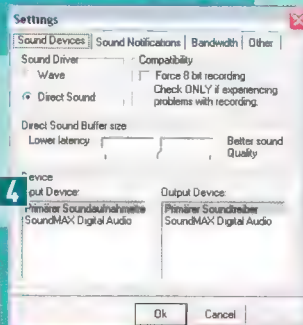 Settings
Sound Devices Sound Notifications Bandwidth Other
Sound Driver Compatibility
Wave Force 8 bit recording
Direct Sound Check ONLY if experiencing
problems with recording.
Direct Sound Buffer size
Lower latency Better sound
Quality
evice
4
put Device: Output Device:
Primärer Soundaufnahmetre Primärer Soundtreiber
SoundMAX Digital Audio SoundMAX Digital Audio
Ok Cancel